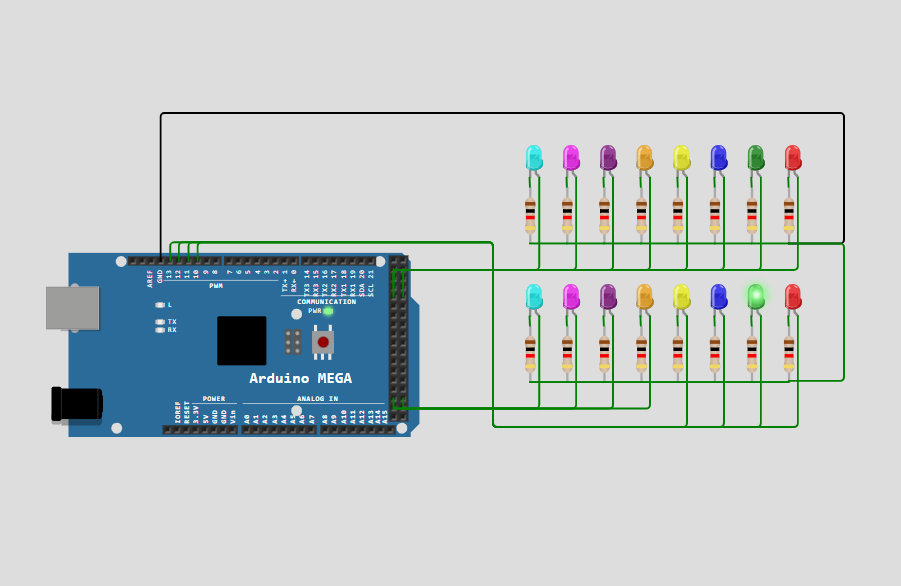 AREF
GND
13
12
11
10
9
8
7
6
5
4
3
2
1
0
TX→
RX←
TX3 14
RX3 15
TX2 16
RX2 17
TX1 18
RX1 19
SDA 20
SCL 21
PWM
COMMUNICATION
PWR
L
TX
RX
Arduino MEGA
POWER
ANALOG IN
IOREF
RESET
3.3V
5V
GND
GND
Vin
A0
A1
A2
A3
A4
A5
A6
A7
A8
A9
A10
A11
A12
A13
A14
A15